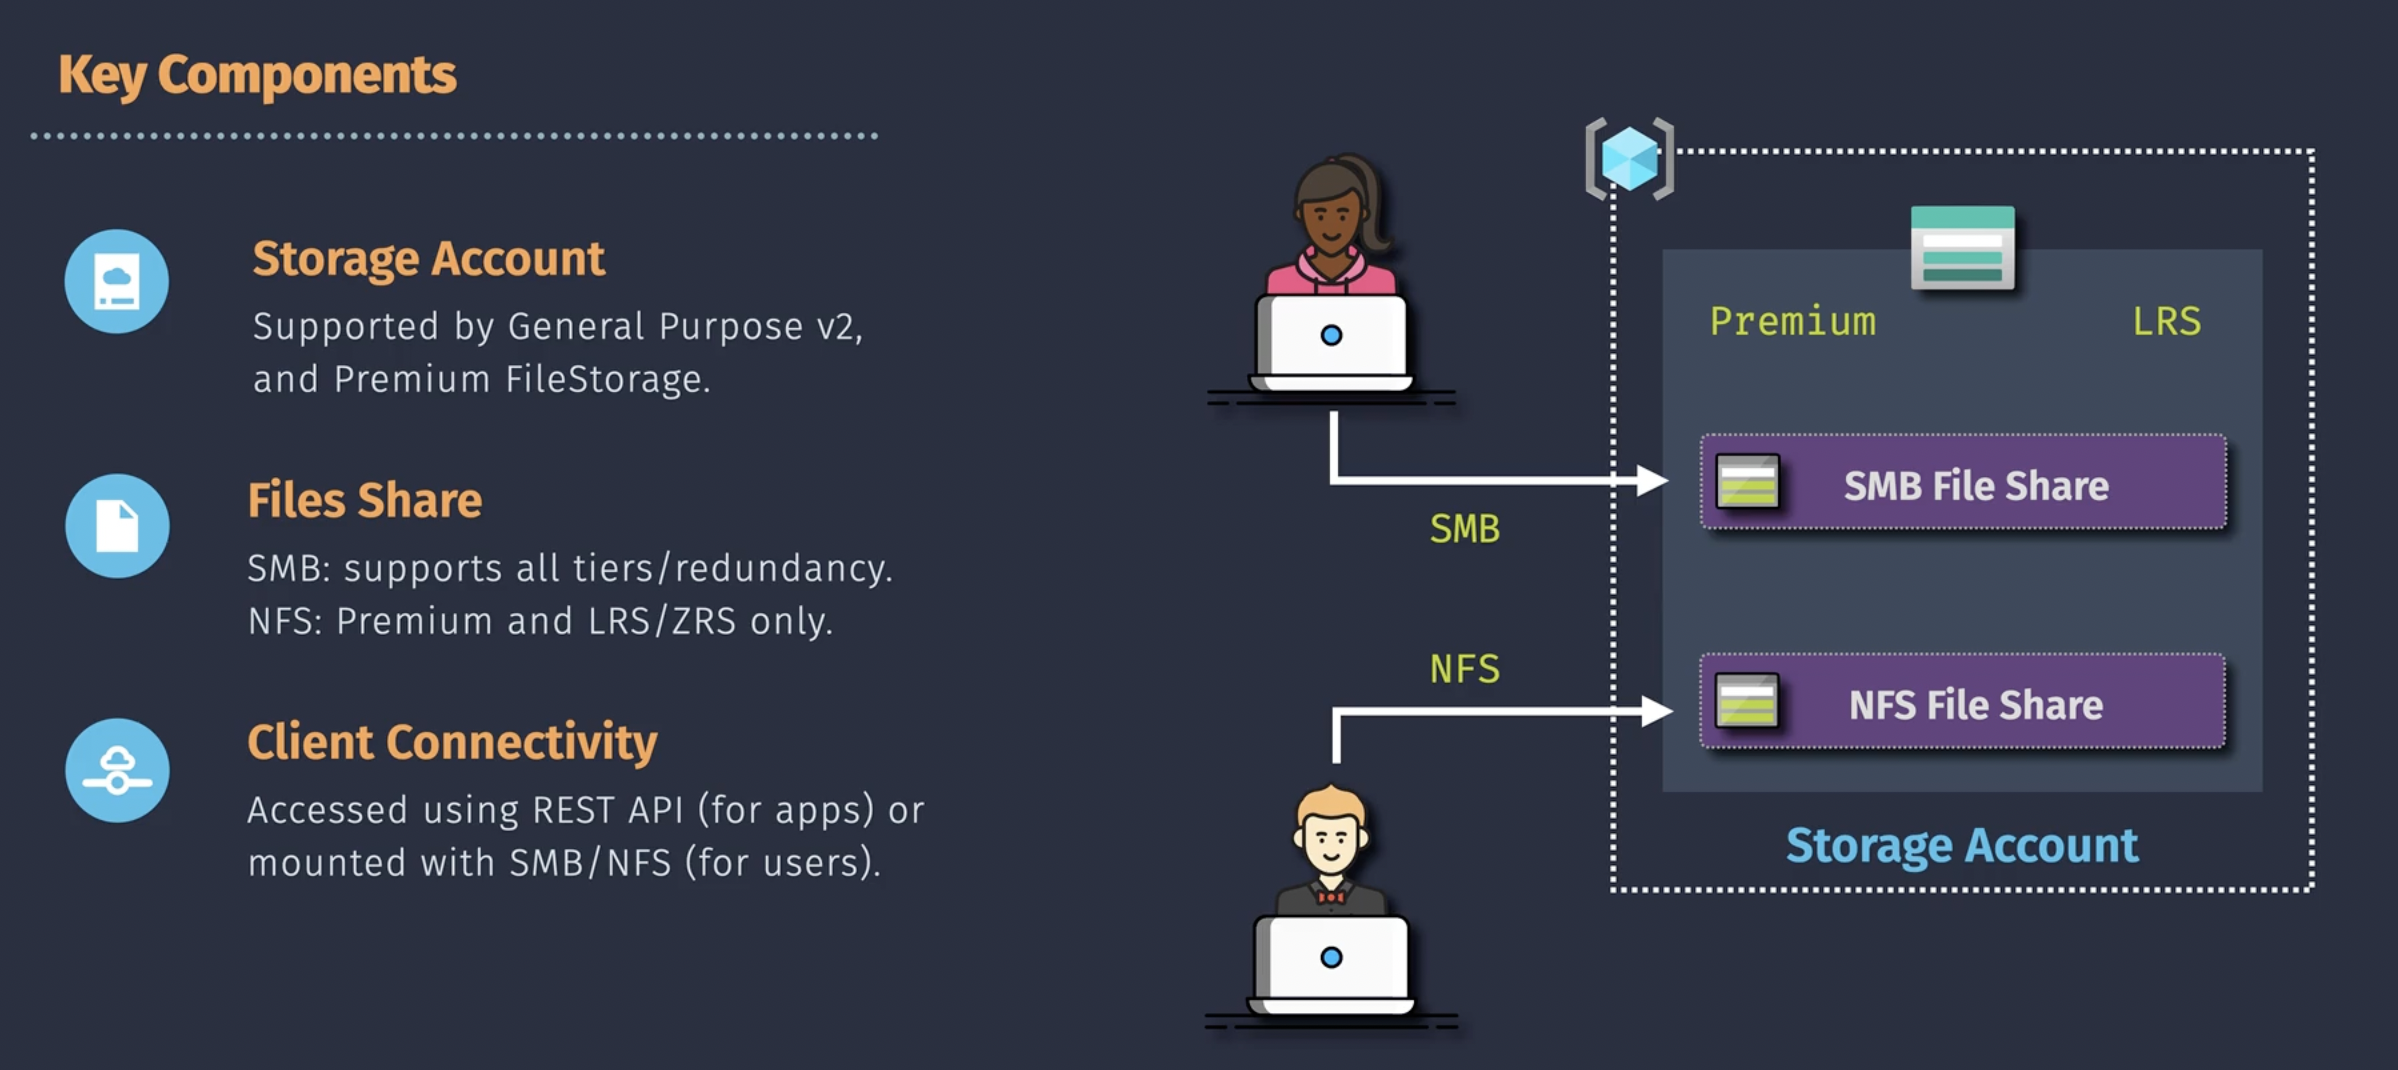 Key Components
Storage Account
Supported by General Purpose v2,
and Premium FileStorage.
Files Share
SMB: supports all tiers/redundancy.
NFS: Premium and LRS/ZRS only.
Client Connectivity
Accessed using REST API (for apps) or
mounted with SMB/NFS (for users).
SMB
NFS
Premium
LRS
SMB File Share
NFS File Share
Storage Account